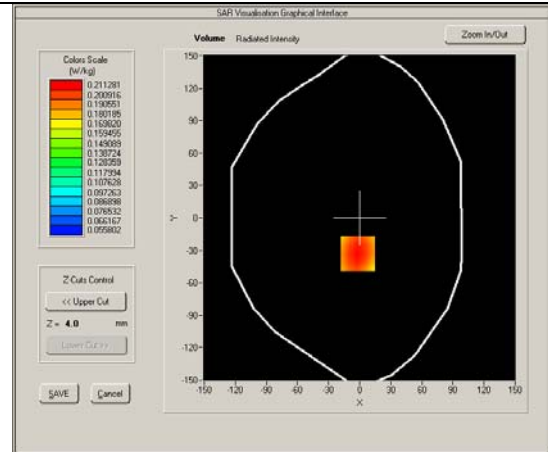 SAR Visualisation Graphical Interface
Volume Radiated Intensity
Zoom In/Out
Colors Scale
(W/kg)
0.211281
0.200916
0.190551
0.180185
0.169820
0.159455
0.149089
0.138724
0.128359
0.117994
0.107628
0.097263
0.086898
0.076532
0.066167
0.055802
Z-Cuts Control
<< Upper Cut
Z = 4.0 mm
Lower Cut >>
SAVE Cancel
150
120
90
60
30
0
-30
-60
-90
-120
-150
Y
-150 -120 -90 -60 -30 0 30 60 90 120 150
X